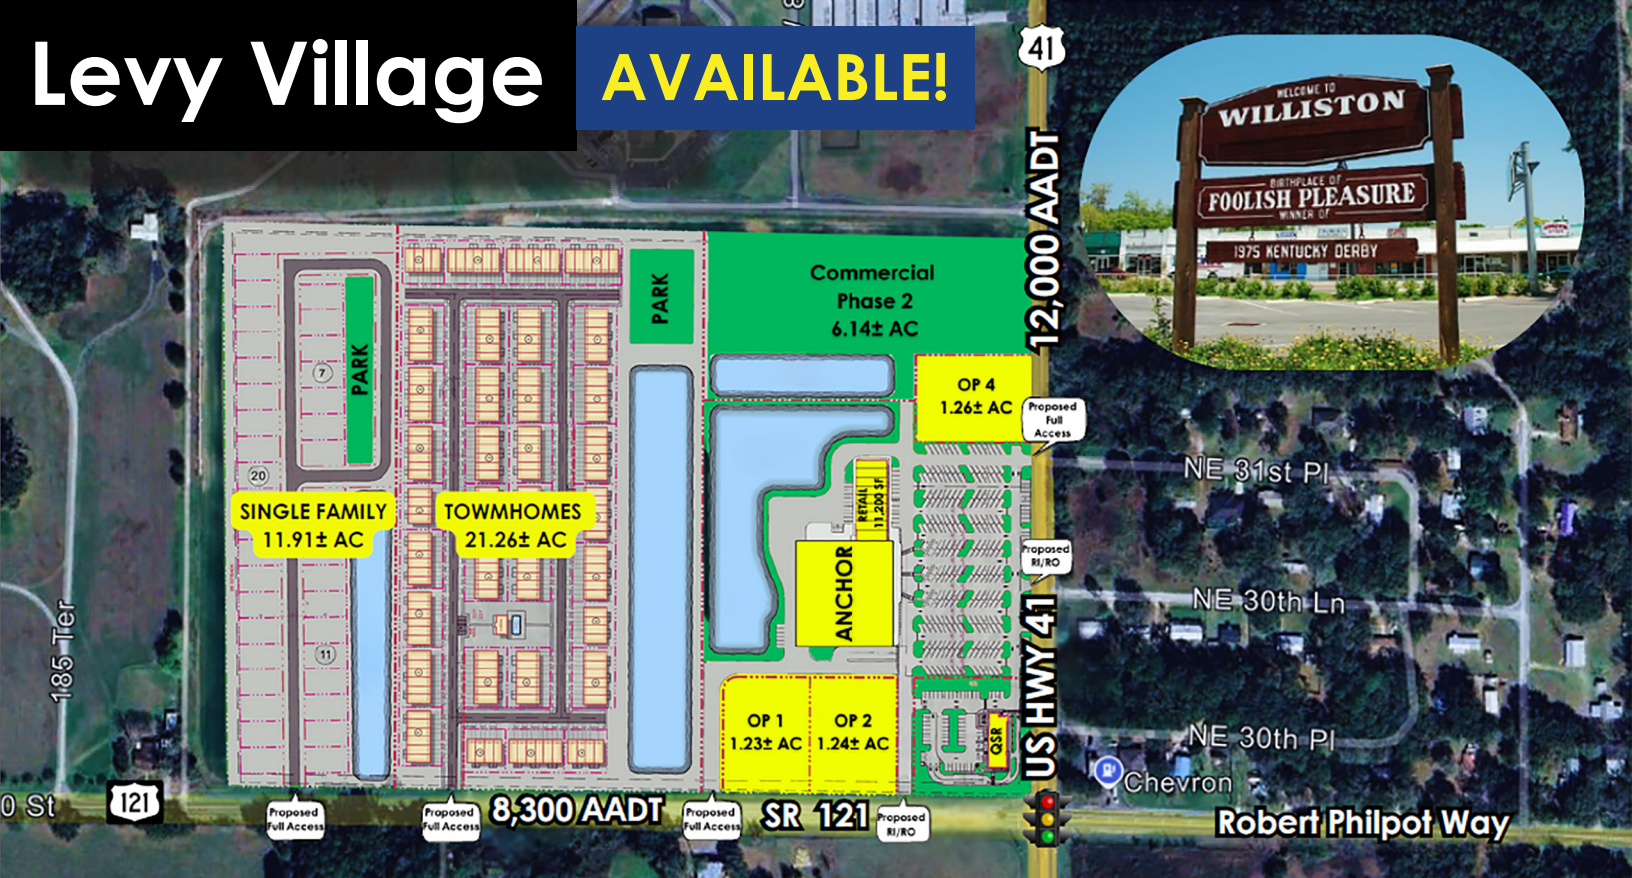 Levy Village
AVAILABLE!
41
WELCOME TO
WILLISTON
BIRTHPLACE OF
FOOLISH PLEASURE
WINNER OF
1975 KENTUCKY DERBY
12,000 AADT
Commercial
Phase 2
6.14± AC
PARK
PARK
7
20
11
SINGLE FAMILY
11.91± AC
TOWMHOMES
21.26± AC
OP 4
1.26± AC
Proposed
Full
Access
NE 31st Pl
RETAIL
11,200 SF
ANCHOR
Proposed
RI/RO
NE 30th Ln
US HWY 41
185 Ter
OP 1
1.23± AC
OP 2
1.24± AC
QSR
NE 30th Pl
Chevron
0 St
121
Proposed
Full Access
Proposed
Full Access
8,300 AADT
Proposed
Full Access
SR 121
Proposed
RI/RO
Robert Philpot Way